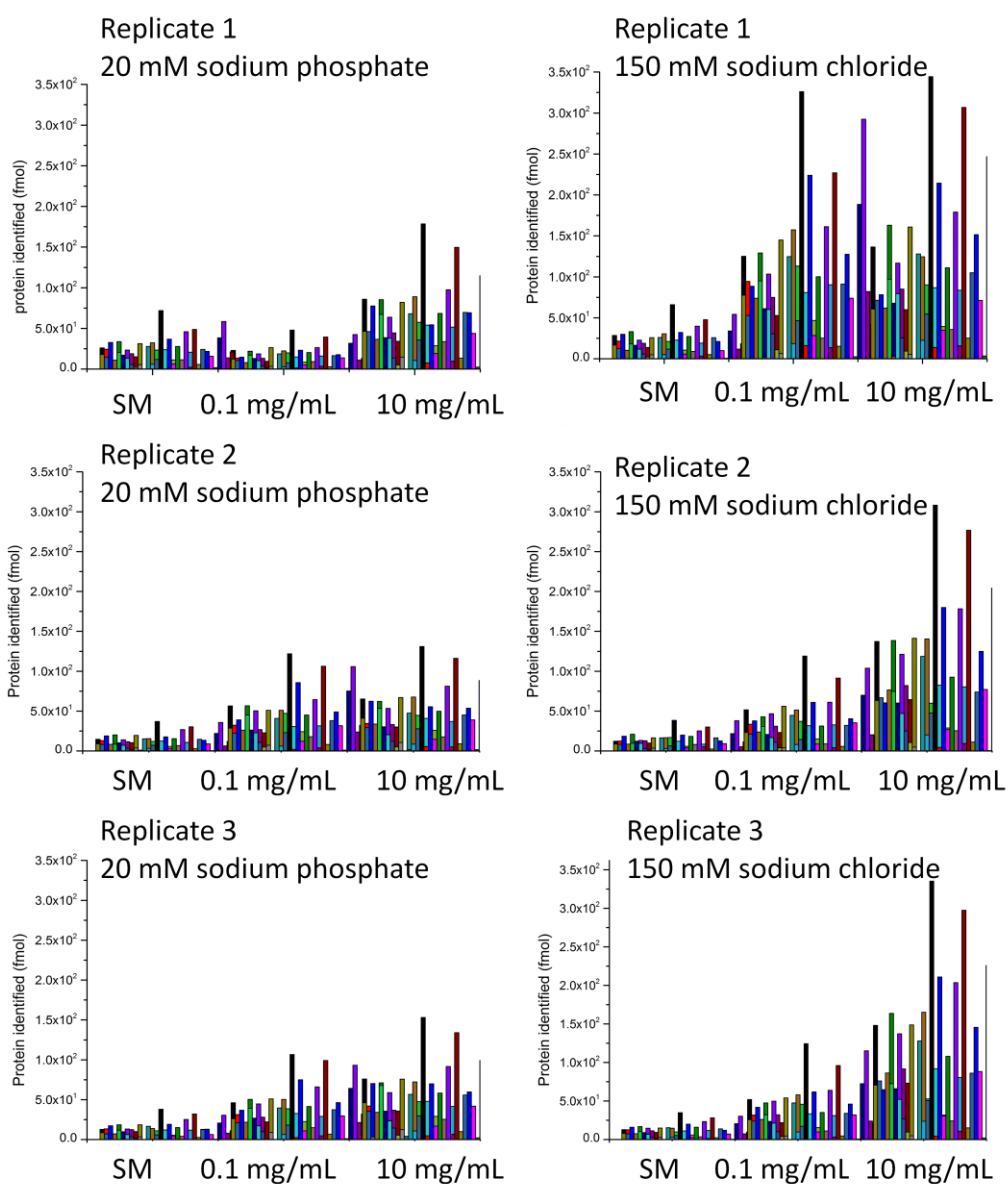 Replicate 1
20 mM sodium phosphate
3.5x10²
3.0x10²
2.5x10²
2.0x10²
1.5x10²
1.0x10²
5.0x10¹
0.0
protein identified (fmol)
SM 0.1 mg/mL 10 mg/mL
Replicate 1
150 mM sodium chloride
3.5x10²
3.0x10²
2.5x10²
2.0x10²
1.5x10²
1.0x10²
5.0x10¹
0.0
Protein identified (fmol)
SM 0.1 mg/mL 10 mg/mL
Replicate 2
20 mM sodium phosphate
3.5x10²
3.0x10²
2.5x10²
2.0x10²
1.5x10²
1.0x10²
5.0x10¹
0.0
Protein identified (fmol)
SM 0.1 mg/mL 10 mg/mL
Replicate 2
150 mM sodium chloride
3.5x10²
3.0x10²
2.5x10²
2.0x10²
1.5x10²
1.0x10²
5.0x10¹
0.0
Protein identified (fmol)
SM 0.1 mg/mL 10 mg/mL
Replicate 3
20 mM sodium phosphate
3.5x10²
3.0x10²
2.5x10²
2.0x10²
1.5x10²
1.0x10²
5.0x10¹
0.0
Protein identified (fmol)
SM 0.1 mg/mL 10 mg/mL
Replicate 3
150 mM sodium chloride
3.5x10²
3.0x10²
2.5x10²
2.0x10²
1.5x10²
1.0x10²
5.0x10¹
0.0
Protein identified (fmol)
SM 0.1 mg/mL 10 mg/mL